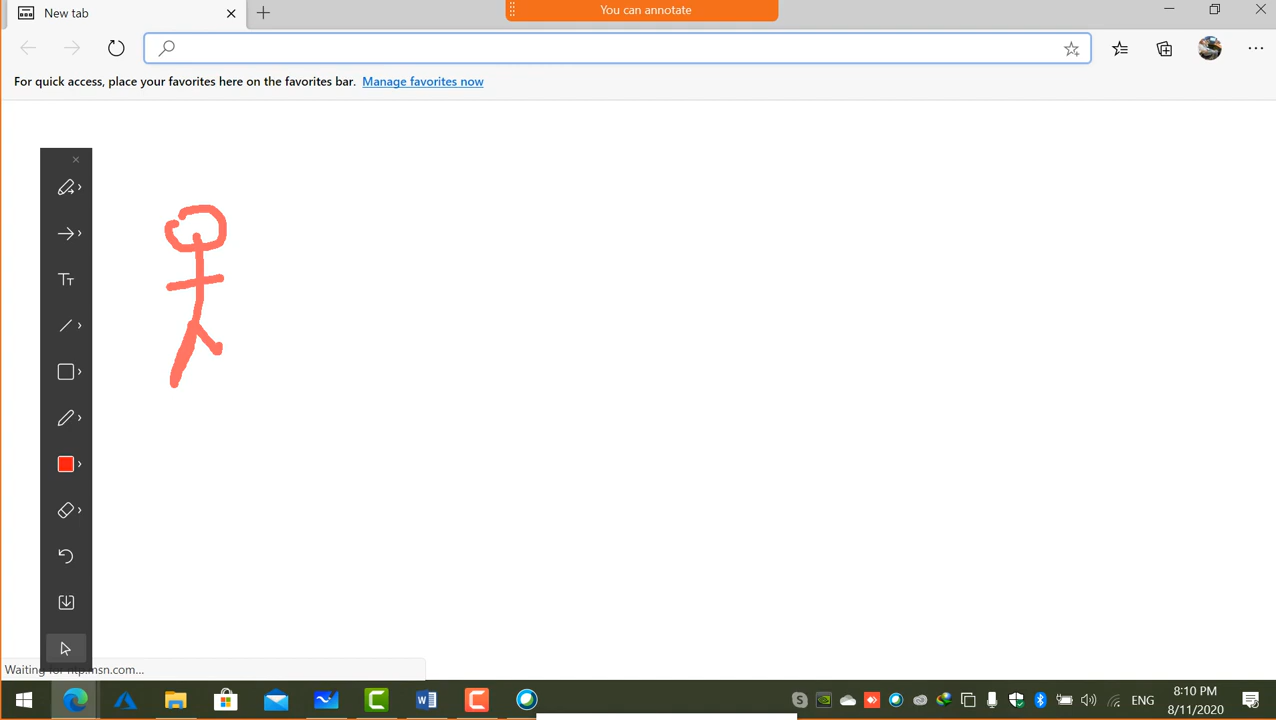 New tab
You can annotate
For quick access, place your favorites here on the favorites bar. Manage favorites now
Tт
Waiting for ntp.msn.com...
ENG
8:10 PM
8/11/2020